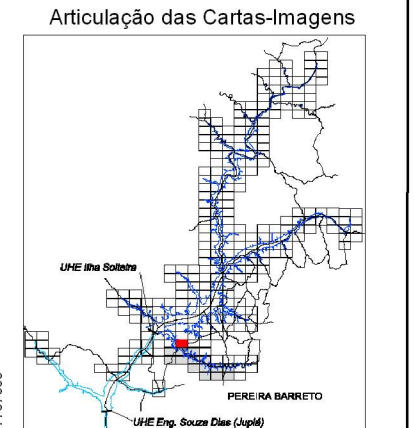 Articulação das Cartas-Imagens
UHE Ilha Solteira
PEREIRA BARRETO
UHE Eng. Souza Dias (Jupiá)